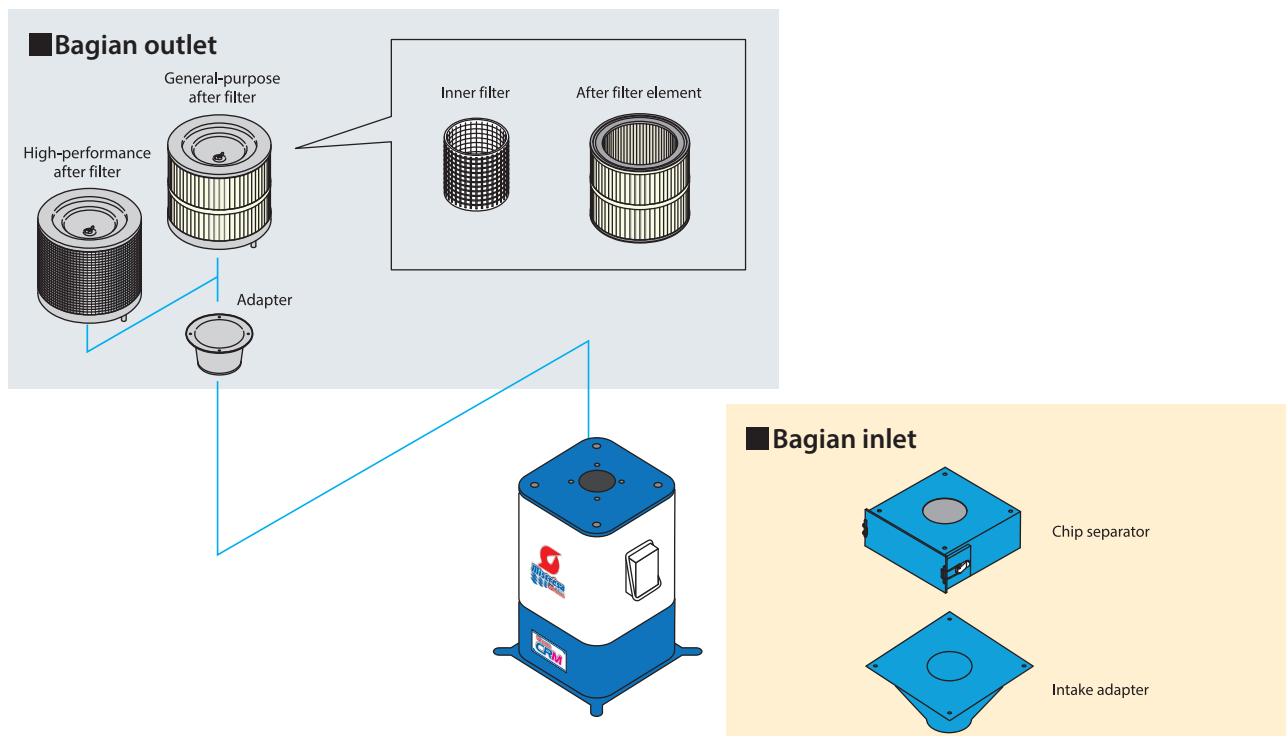 ■Bagian outlet
General-purpose
after filter
High-performance
after filter
Inner filter
After filter element
Adapter
■Bagian inlet
Chip separator
Intake adapter
CRM